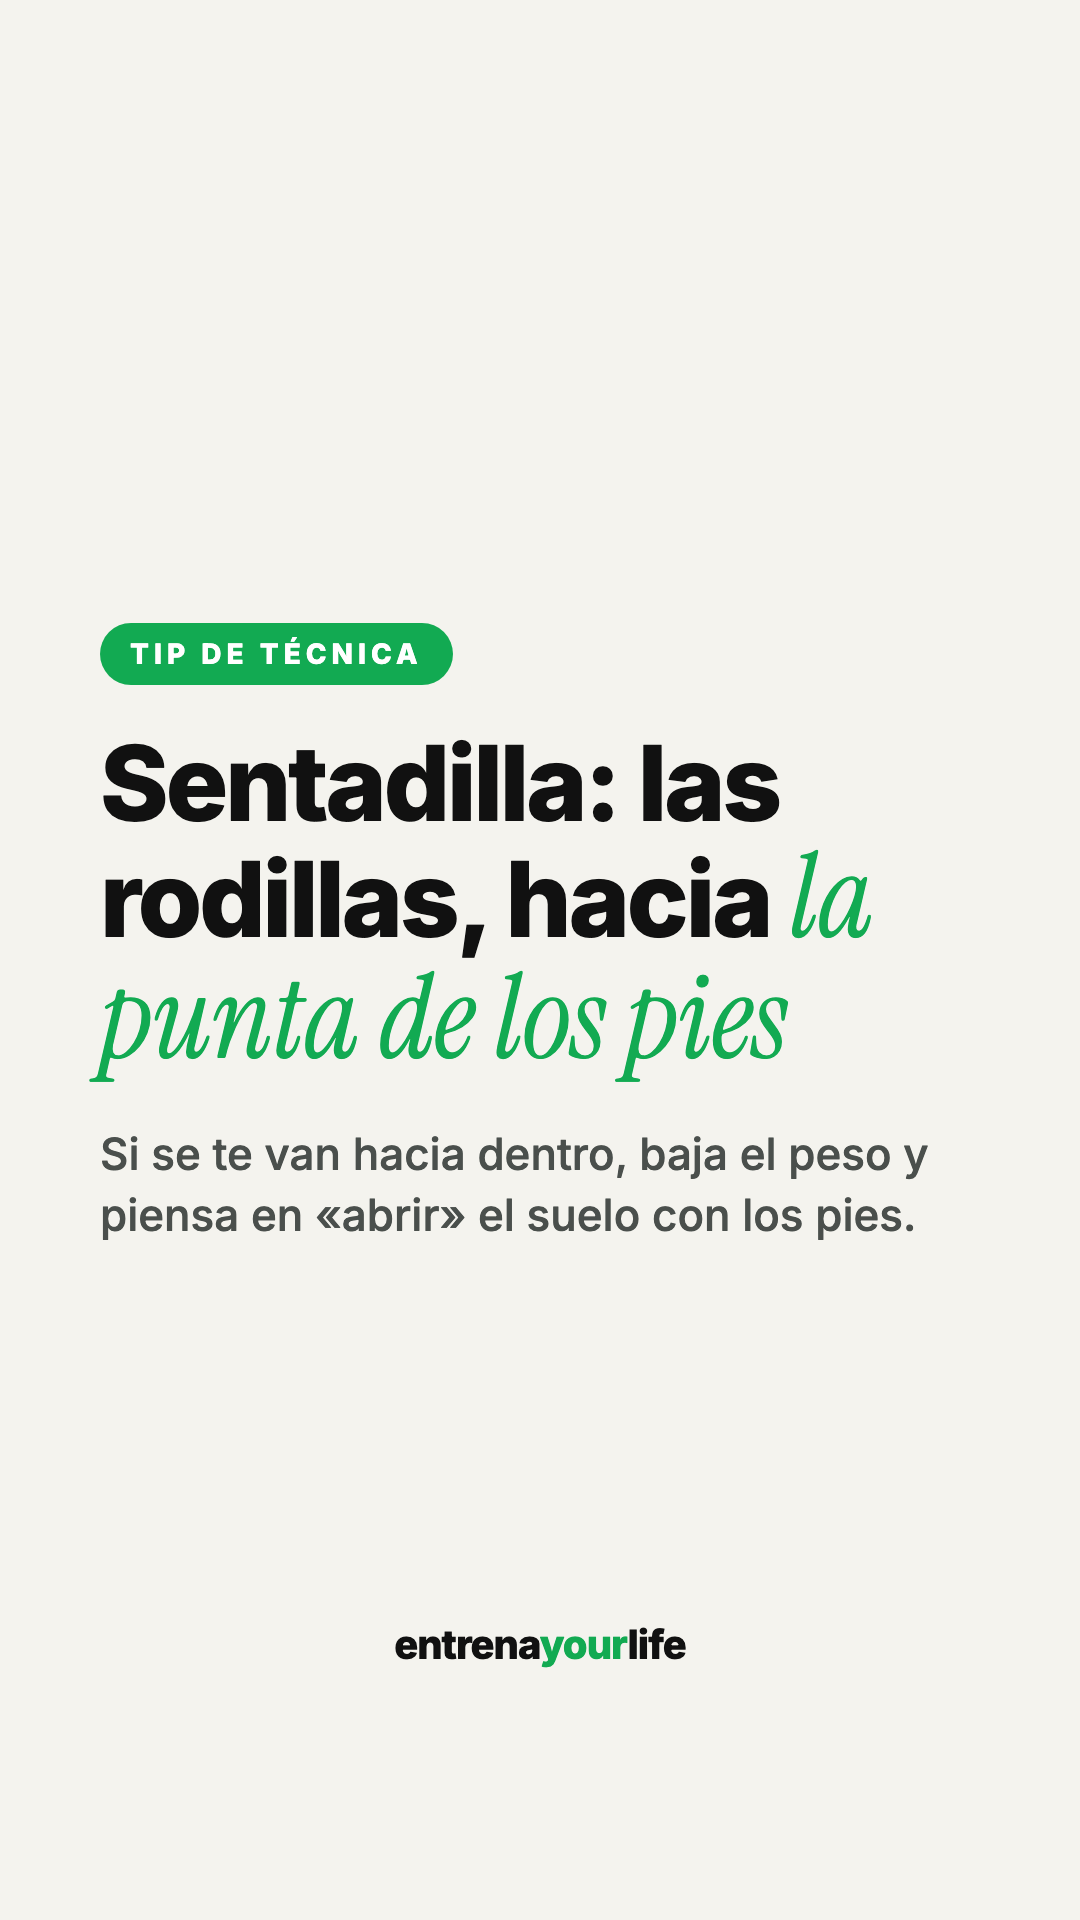 TIP DE TÉCNICA
Sentadilla: las
rodillas, hacia la
punta de los pies
Si se te van hacia dentro, baja el peso y
piensa en «abrir» el suelo con los pies.
entrenayourlife